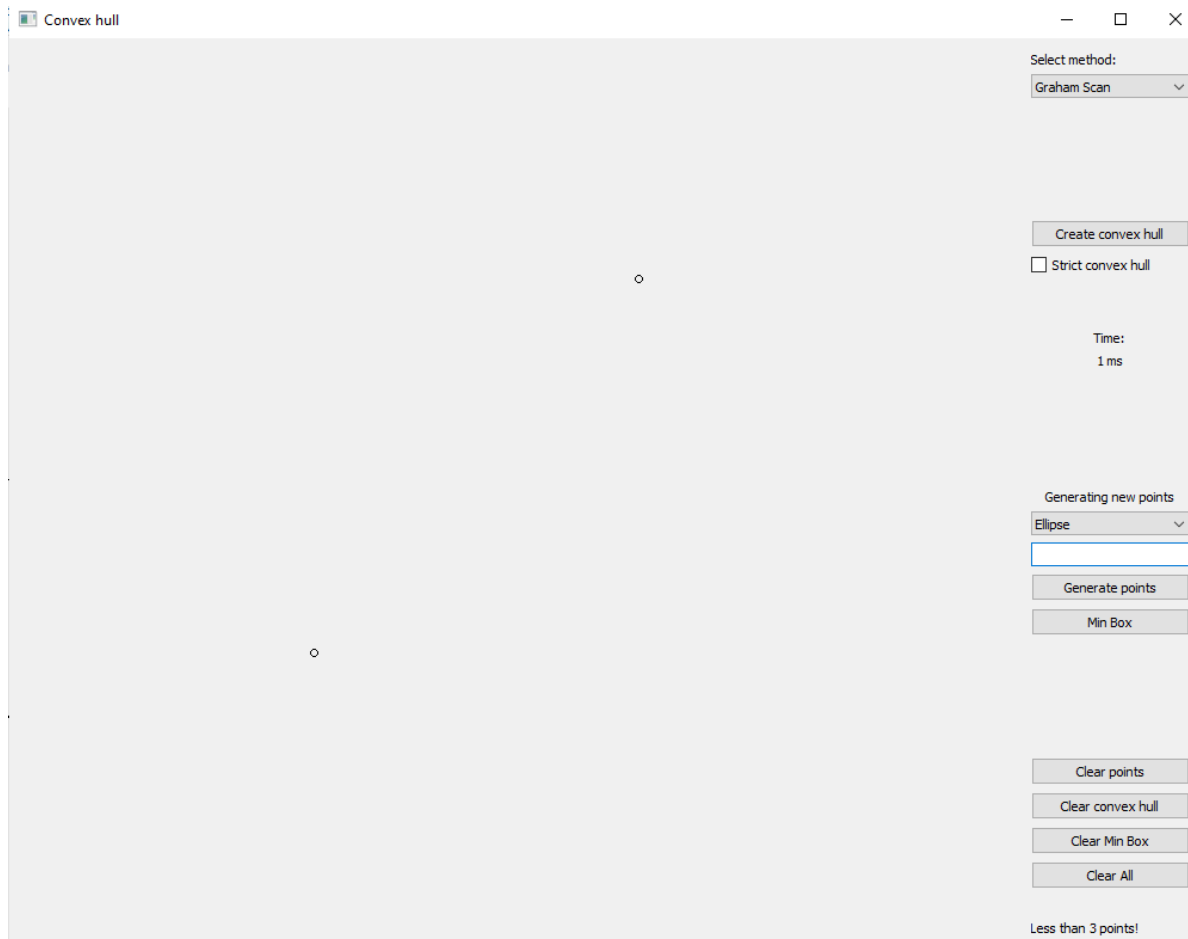 Convex hull
Select method:
Graham Scan
Create convex hull
Strict convex hull
Time:
1 ms
Generating new points
Ellipse
Generate points
Min Box
Clear points
Clear convex hull
Clear Min Box
Clear All
Less than 3 points!